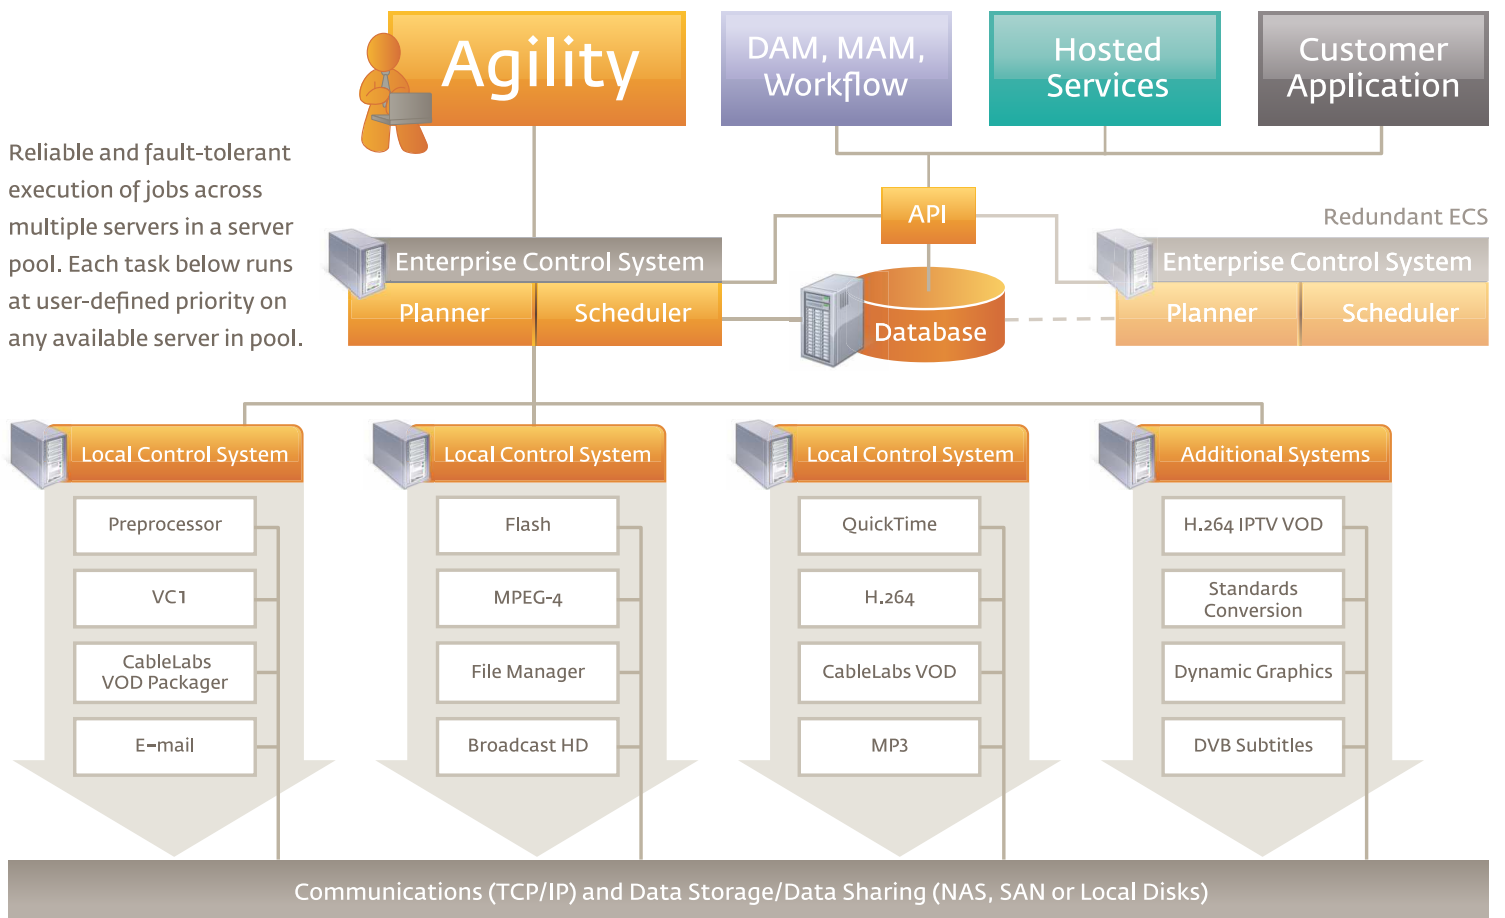 Agility
DAM, MAM,
Workflow
Hosted
Services
Customer
Application
Reliable and fault-tolerant
execution of jobs across
multiple servers in a server
pool. Each task below runs
at user-defined priority on
any available server in pool.
API
Redundant ECS
Enterprise Control System
Planner
Scheduler
Database
Enterprise Control System
Planner
Scheduler
Local Control System
Preprocessor
VC1
CableLabs
VOD Packager
E-mail
Local Control System
Flash
MPEG-4
File Manager
Broadcast HD
Local Control System
QuickTime
H.264
CableLabs VOD
MP3
Additional Systems
H.264 IPTV VOD
Standards
Conversion
Dynamic Graphics
DVB Subtitles
Communications (TCP/IP) and Data Storage/Data Sharing (NAS, SAN or Local Disks)